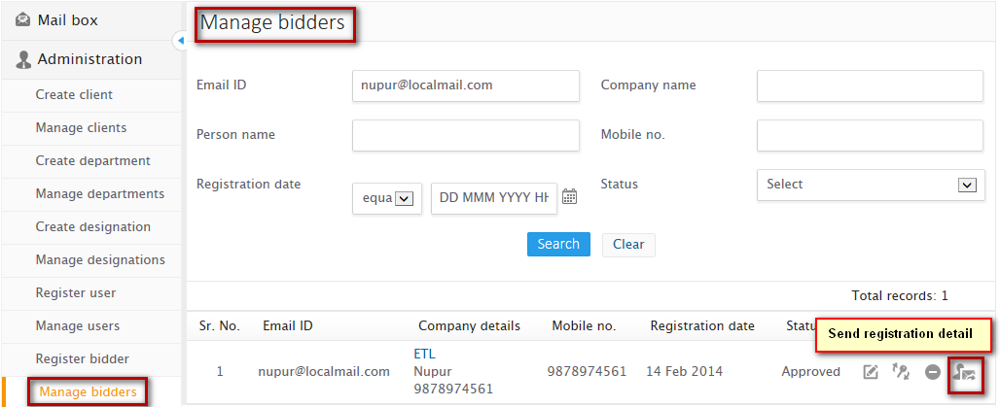 Mail box
Administration
Create client
Manage clients
Create department
Manage departments
Create designation
Manage designations
Register user
Manage users
Register bidder
Manage bidders
Manage bidders
Email ID nupur@localmail.com Company name
Person name Mobile no.
Registration date equa DD MMM YYYY HH Status Select
Search Clear
Total records: 1
Sr. No. Email ID Company details Mobile no. Registration date Statu
Send registration detail
1 nupur@localmail.com ETL 9878974561 14 Feb 2014 Approved
Nupur
9878974561